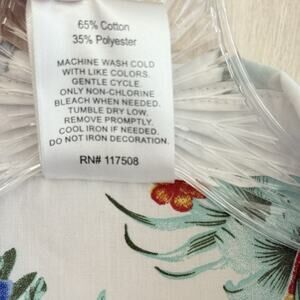 65% Cotton
35% Polyester
MACHINE WASH COLD
WITH LIKE COLORS.
GENTLE CYCLE.
ONLY NON-CHLORINE
BLEACH WHEN NEEDED.
TUMBLE DRY LOW,
REMOVE PROMPTLY.
COOL IRON IF NEEDED.
DO NOT IRON DECORATION.
RN# 117508